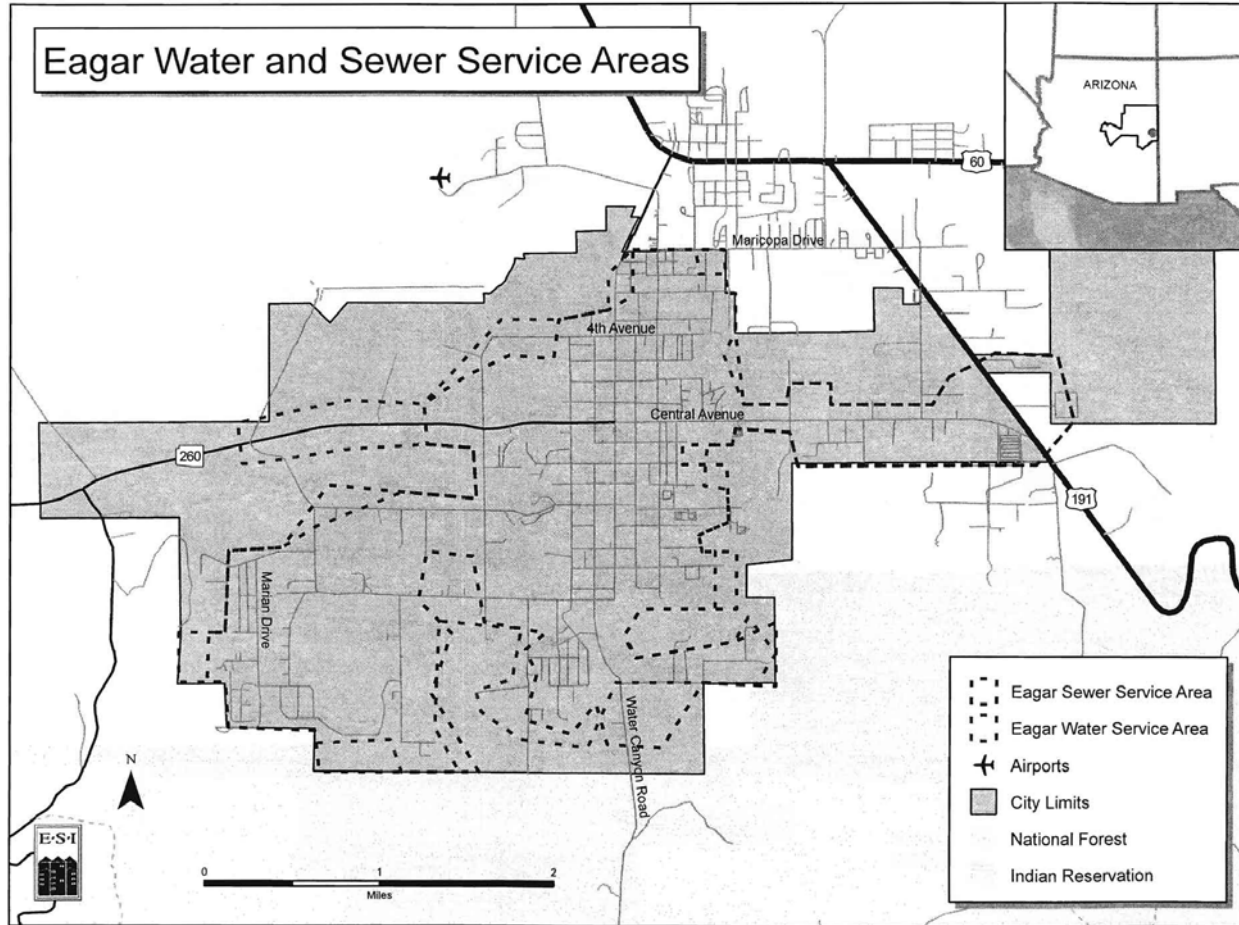 Eagar Water and Sewer Service Areas
ARIZONA
60
Maricopa Drive
4th Avenue
Central Avenue
260
191
Marian Drive
Water Canyon Road
Eagar Sewer Service Area
Eagar Water Service Area
Airports
City Limits
National Forest
Indian Reservation
N
E·S·I
0
2
Miles